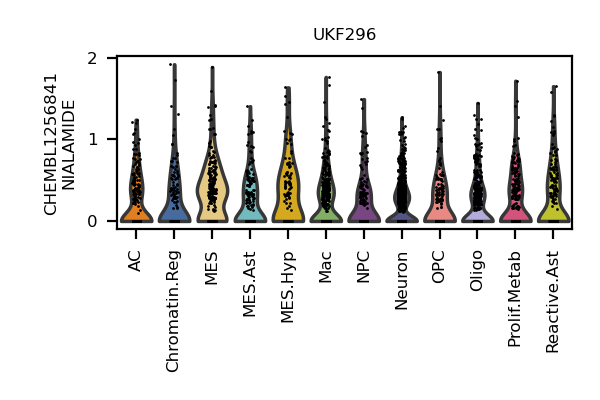 UKF296
CHEMBL1256841
NIALAMIDE
2
1
0
AC
Chromatin.Reg
MES
MES.Ast
MES.Hyp
Mac
NPC
Neuron
OPC
Oligo
Prolif.Metab
Reactive.Ast